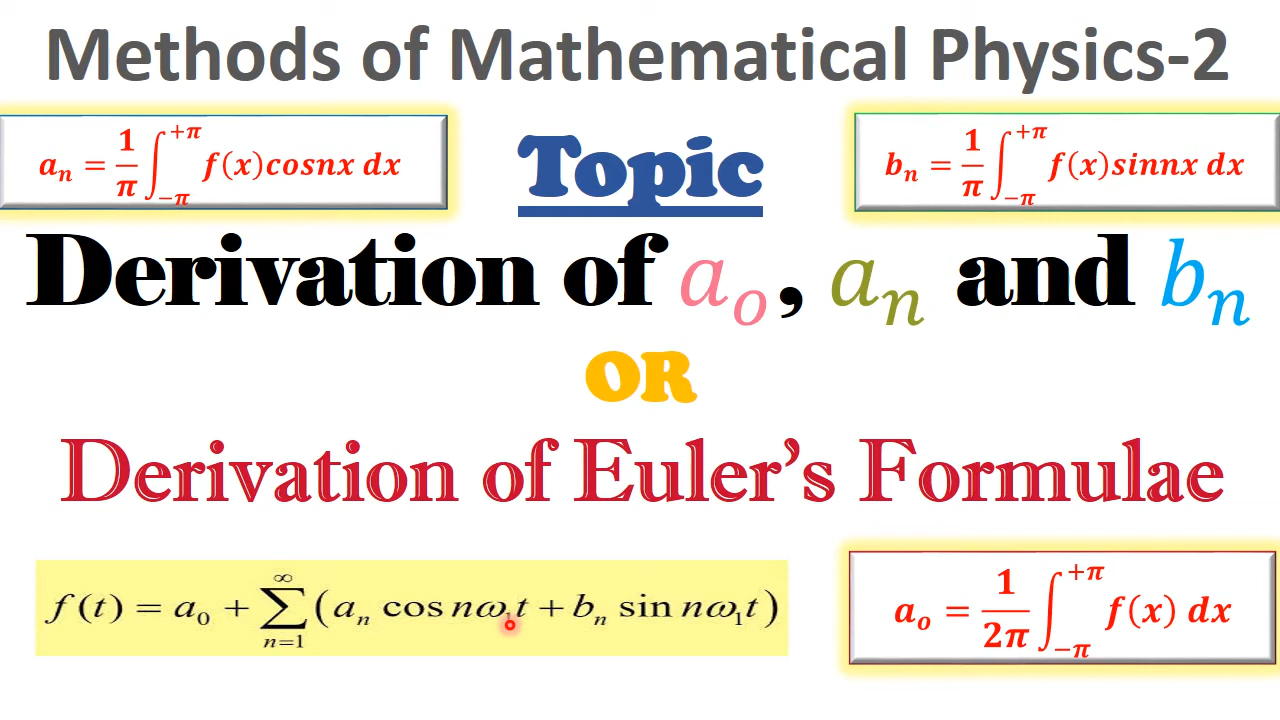 Methods of Mathematical Physics-2
aₙ = 1/π ∫₋π⁺π f(x)cosnx dx
Topic
bₙ = 1/π ∫₋π⁺π f(x)sinnx dx
Derivation of aₒ, aₙ and bₙ
OR
Derivation of Euler's Formulae
f(t) = a₀ + ∑ₙ₌₁^∞ (aₙ cos nω₁t + bₙ sin nω₁t)
aₒ = 1/2π ∫₋π⁺π f(x) dx